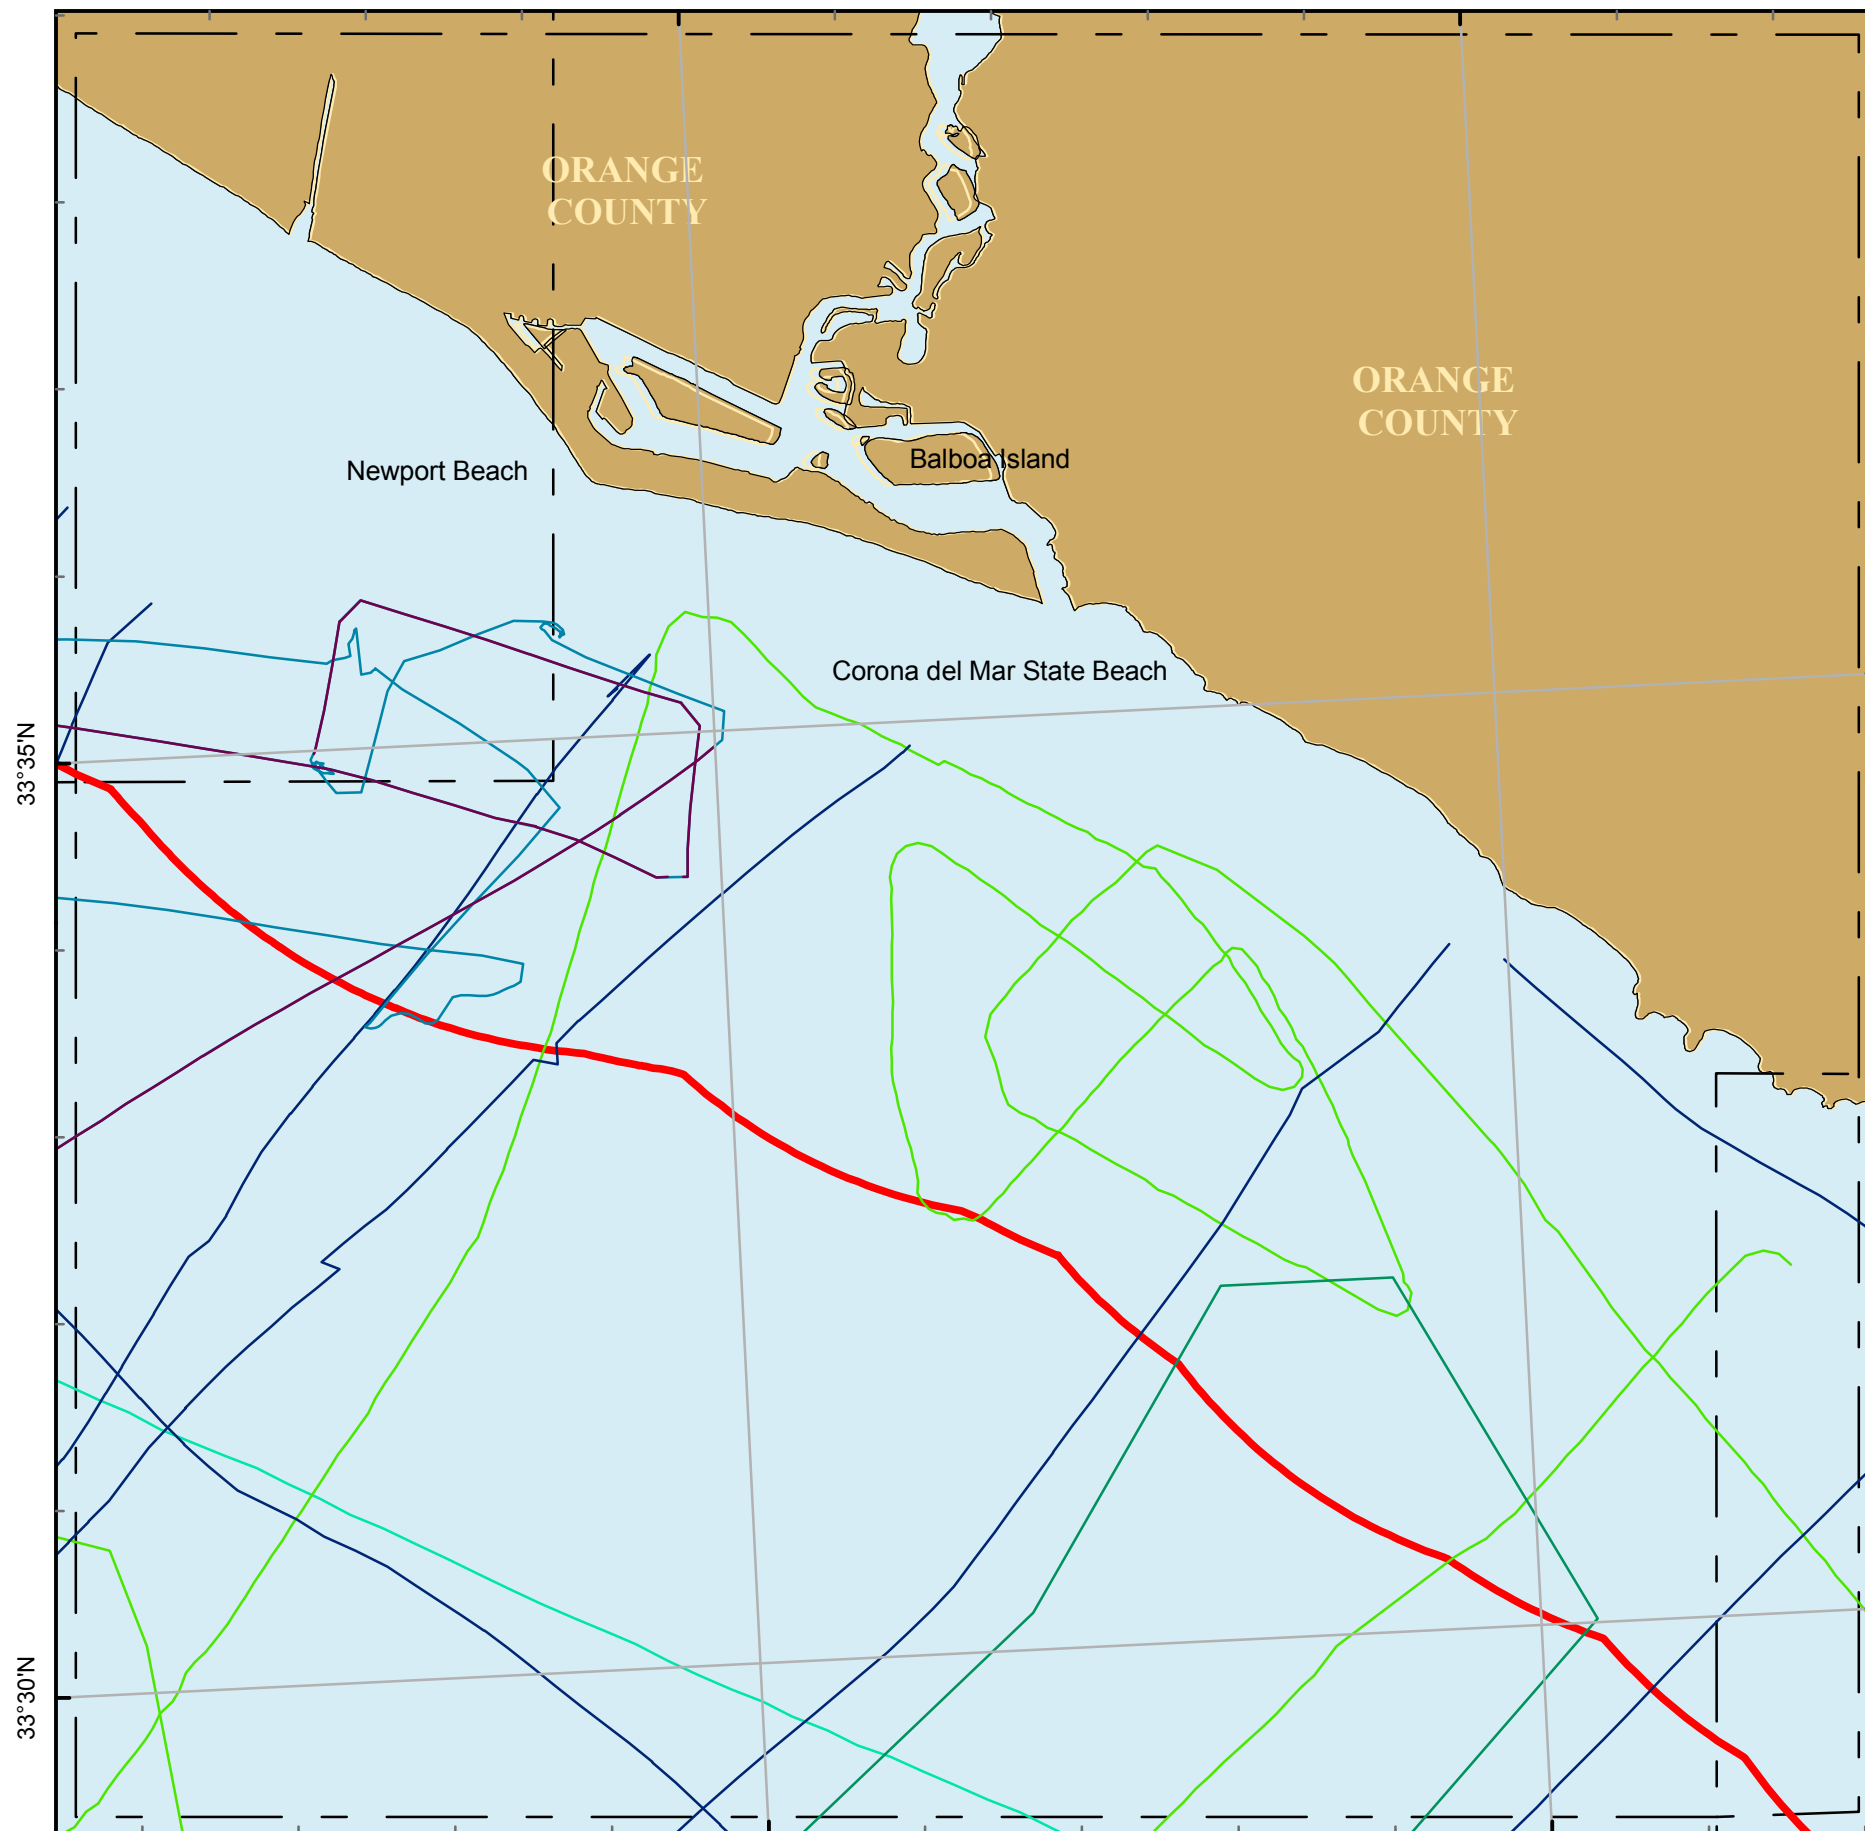 ORANGE
COUNTY
ORANGE
COUNTY
Newport Beach
Balboa Island
Corona del Mar State Beach
33°35'N
33°30'N